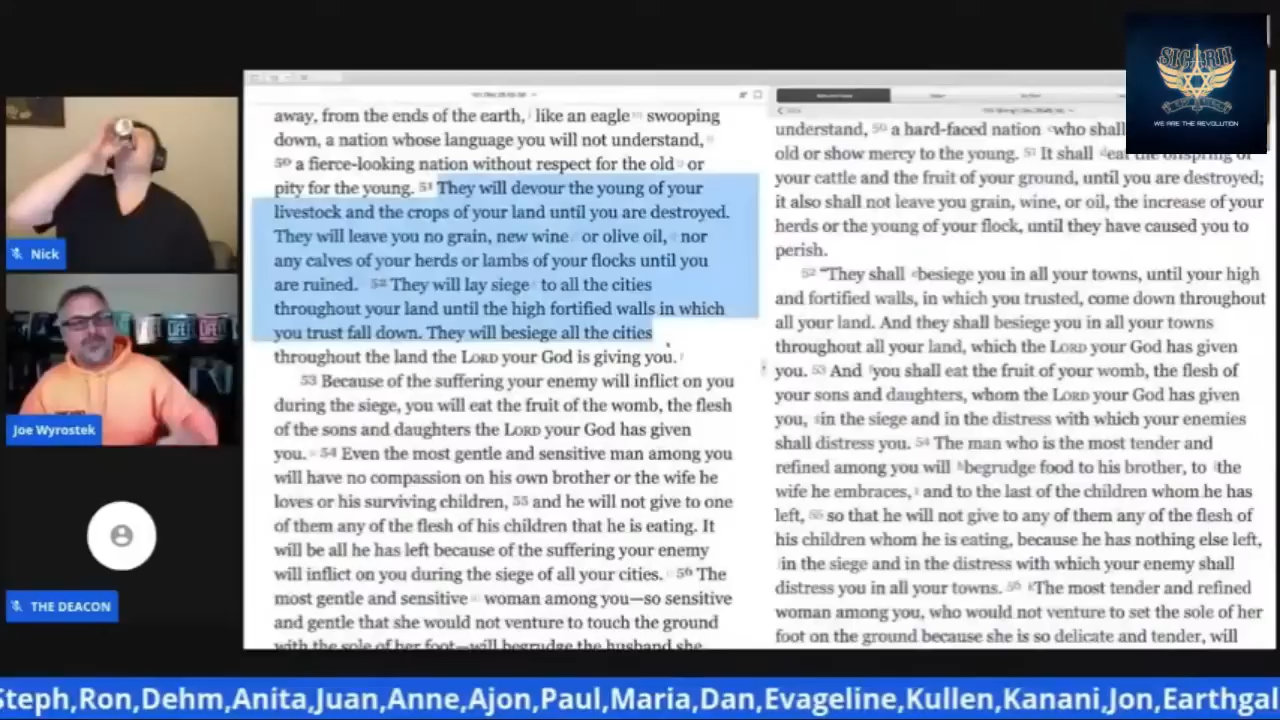 SICARII
WE ARE THE REVOLUTION
Nick
Joe Wyrostek
THE DEACON
away, from the ends of the earth, like an eagle swooping
down, a nation whose language you will not understand,
50 a fierce-looking nation without respect for the old or
pity for the young. 51 They will devour the young of your
livestock and the crops of your land until you are destroyed.
They will leave you no grain, new wine or olive oil, nor
any calves of your herds or lambs of your flocks until you
are ruined. 52 They will lay siege to all the cities
throughout your land until the high fortified walls in which
you trust fall down. They will besiege all the cities
throughout the land the LORD your God is giving you.
53 Because of the suffering your enemy will inflict on you
during the siege, you will eat the fruit of the womb, the flesh
of the sons and daughters the LORD your God has given
you. 54 Even the most gentle and sensitive man among you
will have no compassion on his own brother or the wife he
loves or his surviving children, 55 and he will not give to one
of them any of the flesh of his children that he is eating. It
will be all he has left because of the suffering your enemy
will inflict on you during the siege of all your cities. 56 The
most gentle and sensitive woman among you—so sensitive
and gentle that she would not venture to touch the ground
with the sole of her foot—will begrudge the husband she
understand, 50 a hard-faced nation who shall
old or show mercy to the young. 51 It shall eat the offspring of
your cattle and the fruit of your ground, until you are destroyed;
it also shall not leave you grain, wine, or oil, the increase of your
herds or the young of your flock, until they have caused you to
perish.
52 "They shall besiege you in all your towns, until your high
and fortified walls, in which you trusted, come down throughout
all your land. And they shall besiege you in all your towns
throughout all your land, which the LORD your God has given
you. 53 And you shall eat the fruit of your womb, the flesh of
your sons and daughters, whom the LORD your God has given
you, in the siege and in the distress with which your enemies
shall distress you. 54 The man who is the most tender and
refined among you will begrudge food to his brother, to the
wife he embraces, and to the last of the children whom he has
left, 55 so that he will not give to any of them any of the flesh of
his children whom he is eating, because he has nothing else left,
in the siege and in the distress with which your enemy shall
distress you in all your towns. 56 The most tender and refined
woman among you, who would not venture to set the sole of her
foot on the ground because she is so delicate and tender, will
Steph,Ron,Dehm,Anita,Juan,Anne,Ajon,Paul,Maria,Dan,Evageline,Kullen,Kanani,Jon,Earthgal